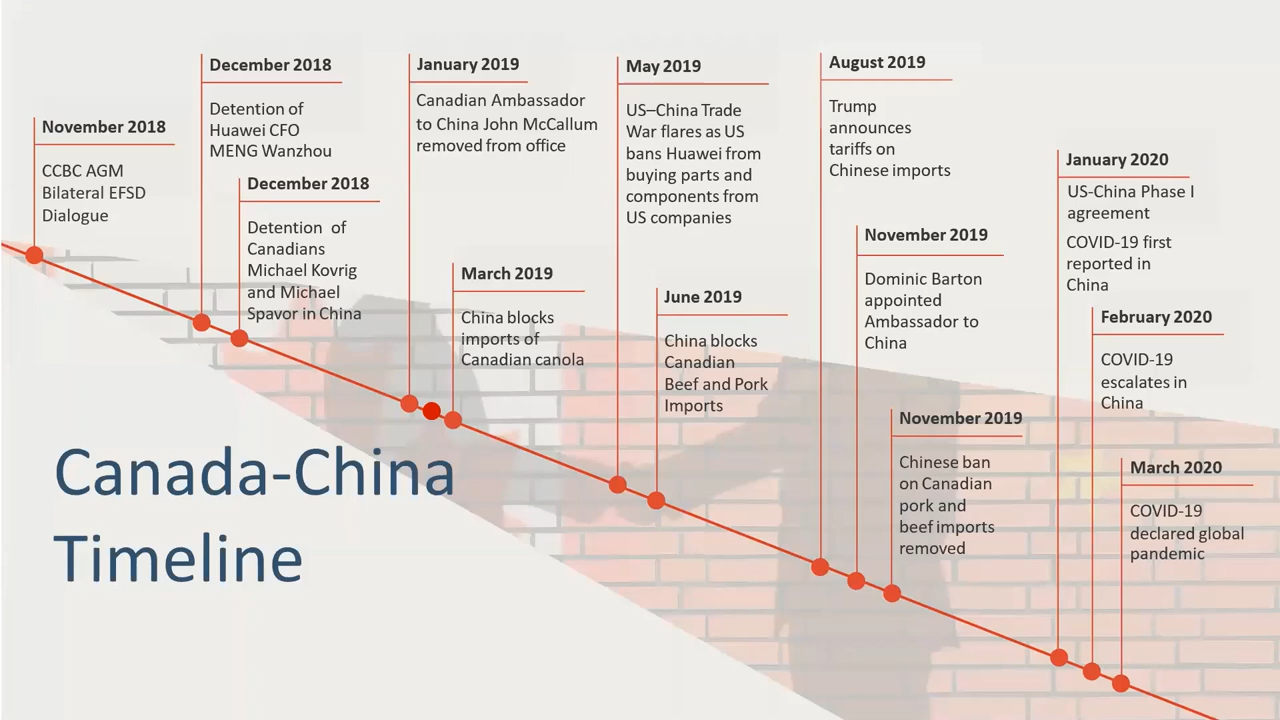 November 2018
CCBC AGM
Bilateral EFSD
Dialogue
December 2018
Detention of
Huawei CFO
MENG Wanzhou
December 2018
Detention of
Canadians
Michael Kovrig
and Michael
Spavor in China
January 2019
Canadian Ambassador
to China John McCallum
removed from office
March 2019
China blocks
imports of
Canadian canola
May 2019
US–China Trade
War flares as US
bans Huawei from
buying parts and
components from
US companies
June 2019
China blocks
Canadian
Beef and Pork
Imports
August 2019
Trump
announces
tariffs on
Chinese imports
November 2019
Dominic Barton
appointed
Ambassador to
China
November 2019
Chinese ban
on Canadian
pork and
beef imports
removed
January 2020
US-China Phase I
agreement
COVID-19 first
reported in
China
February 2020
COVID-19
escalates in
China
March 2020
COVID-19
declared global
pandemic
Canada-China
Timeline